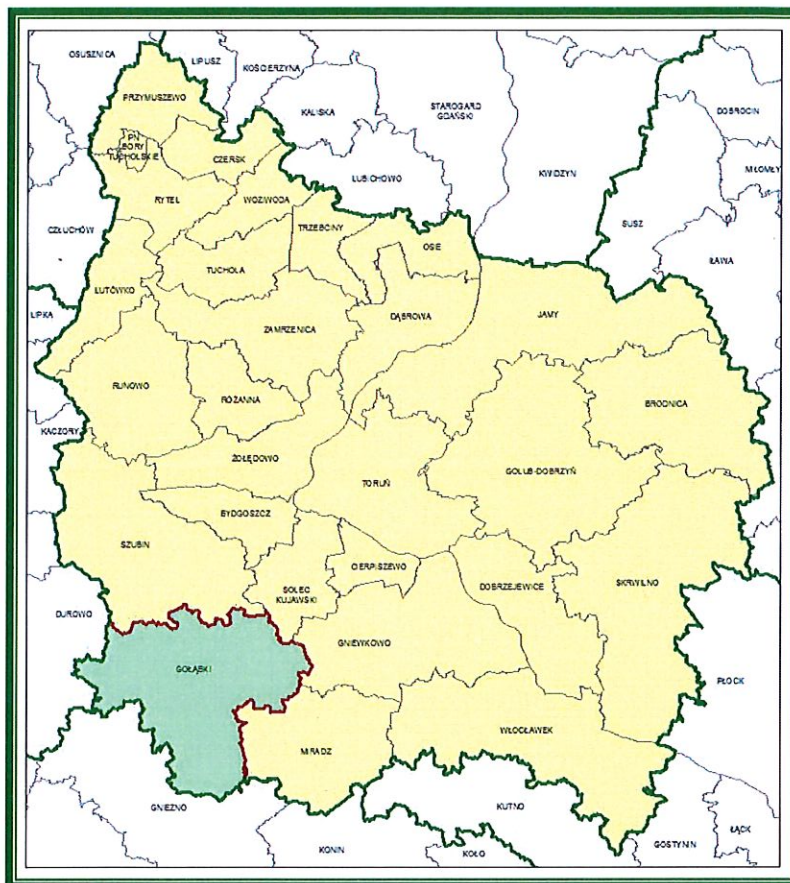 OSUSZNICA
LIPUSZ
KOŚCIERZYNA
PRZYMUSZEWO
KALISKA
STAROGARD
GDAŃSKI
DOBROCIN
PN
BORY
TUCHOLSKIE
CZERSK
LUBICHOWO
KWIDZYN
MIŁOMŁYN
RYTEL
WOZIWODA
TRZEBCINY
CZŁUCHÓW
OSIE
SUSZ
IŁAWA
TUCHOLA
LUTÓWKO
LIPKA
ZAMRZENICA
DĄBROWA
JAMY
RUNOWO
RÓŻANNA
BRODNICA
KACZORY
ŻOŁĘDOWO
TORUŃ
GOLUB-DOBRZYŃ
BYDGOSZCZ
SZUBIN
SOLEC
KUJAWSKI
CIERPISZEWO
DOBRZEJEWICE
SKRWILNO
DUROWO
GNIEWKOWO
GOŁĄBKI
PŁOCK
MIRADZ
WŁOCŁAWEK
GNIEZNO
KUTNO
KONIN
KOŁO
GOSTYNIN
ŁĄCK